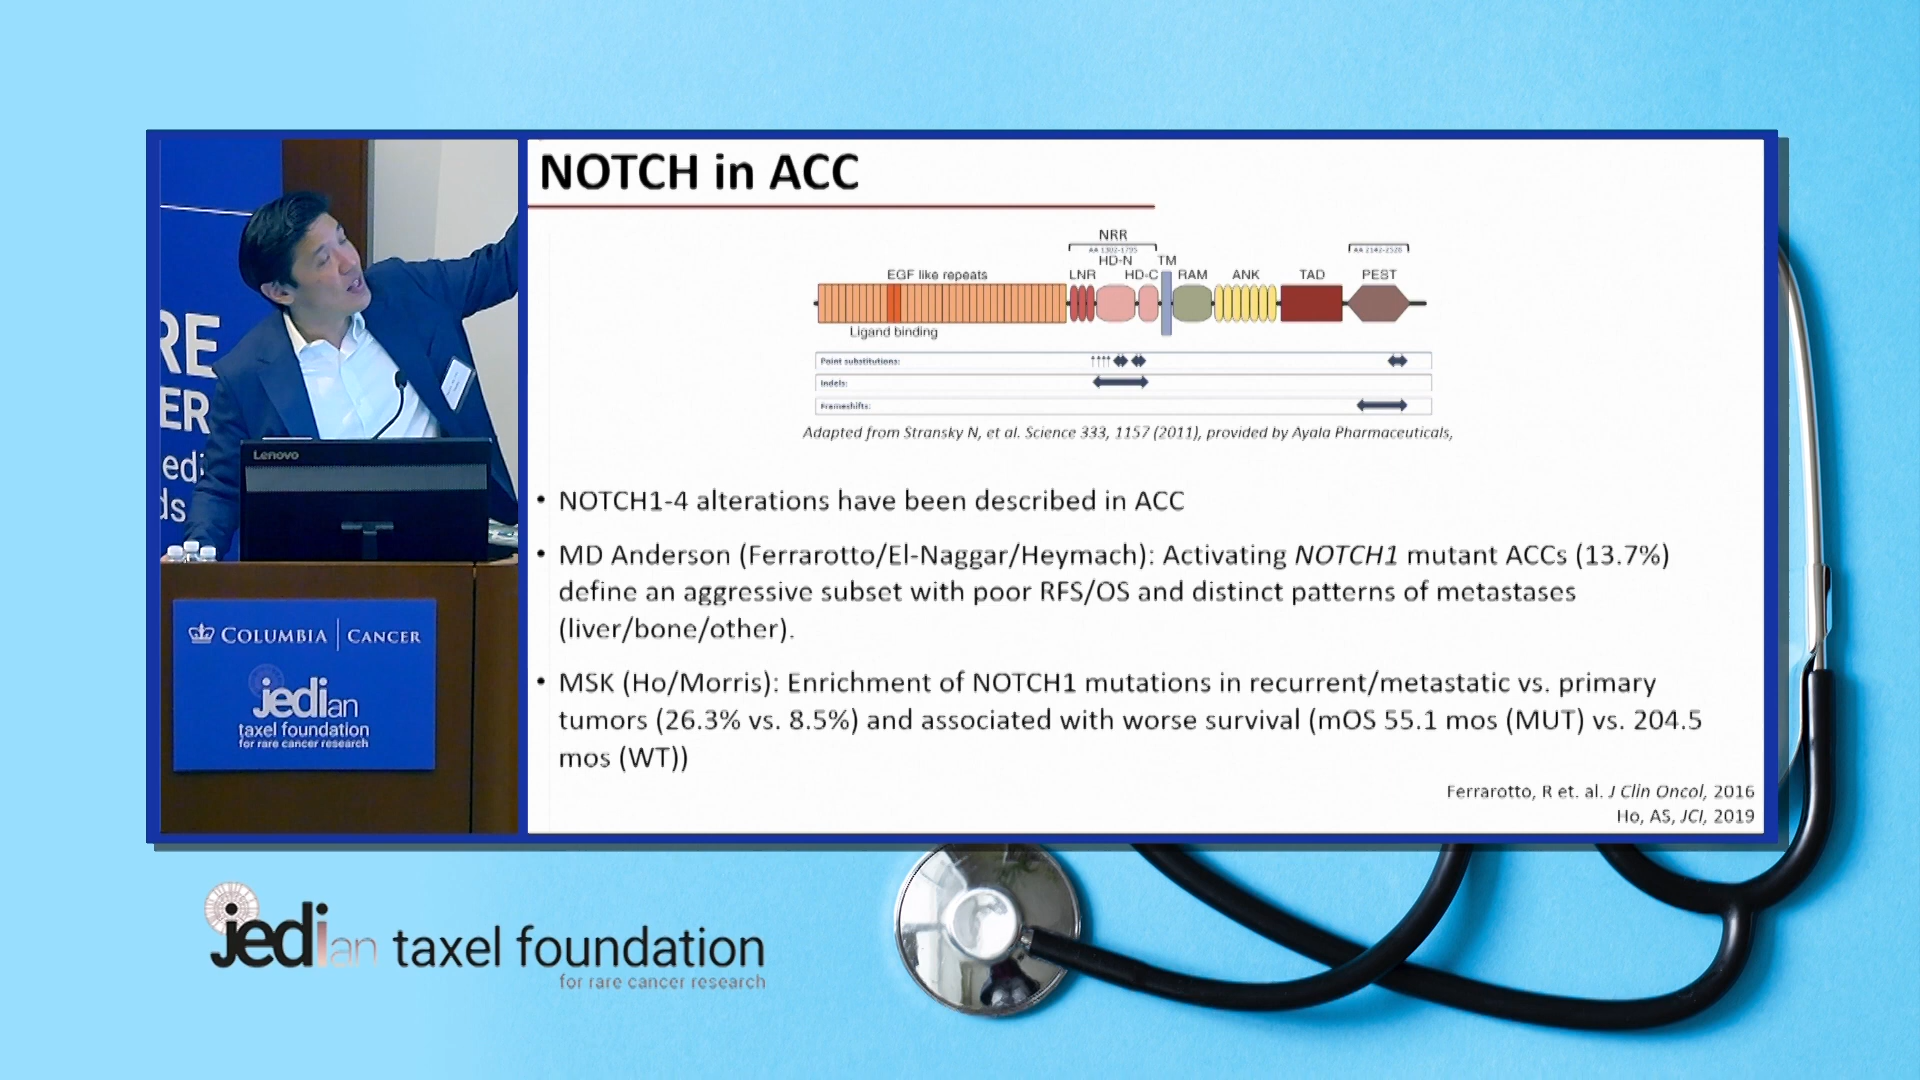 NOTCH in ACC
NRR
AA 1302-1795
AA 2142-2528
HD-N
TM
EGF like repeats
LNR
HD-C
RAM
ANK
TAD
PEST
Ligand binding
Point substitutions:
Indels:
Frameshifts:
Adapted from Stransky N, et al. Science 333, 1157 (2011), provided by Ayala Pharmaceuticals,
• NOTCH1-4 alterations have been described in ACC
• MD Anderson (Ferrarotto/El-Naggar/Heymach): Activating NOTCH1 mutant ACCs (13.7%)
define an aggressive subset with poor RFS/OS and distinct patterns of metastases
(liver/bone/other).
• MSK (Ho/Morris): Enrichment of NOTCH1 mutations in recurrent/metastatic vs. primary
tumors (26.3% vs. 8.5%) and associated with worse survival (mOS 55.1 mos (MUT) vs. 204.5
mos (WT))
Ferrarotto, R et. al. J Clin Oncol, 2016
Ho, AS, JCI, 2019
RE
ER
edi
ds
Lenovo
COLUMBIA | CANCER
jedian
taxel foundation
for rare cancer research
jedian taxel foundation
for rare cancer research